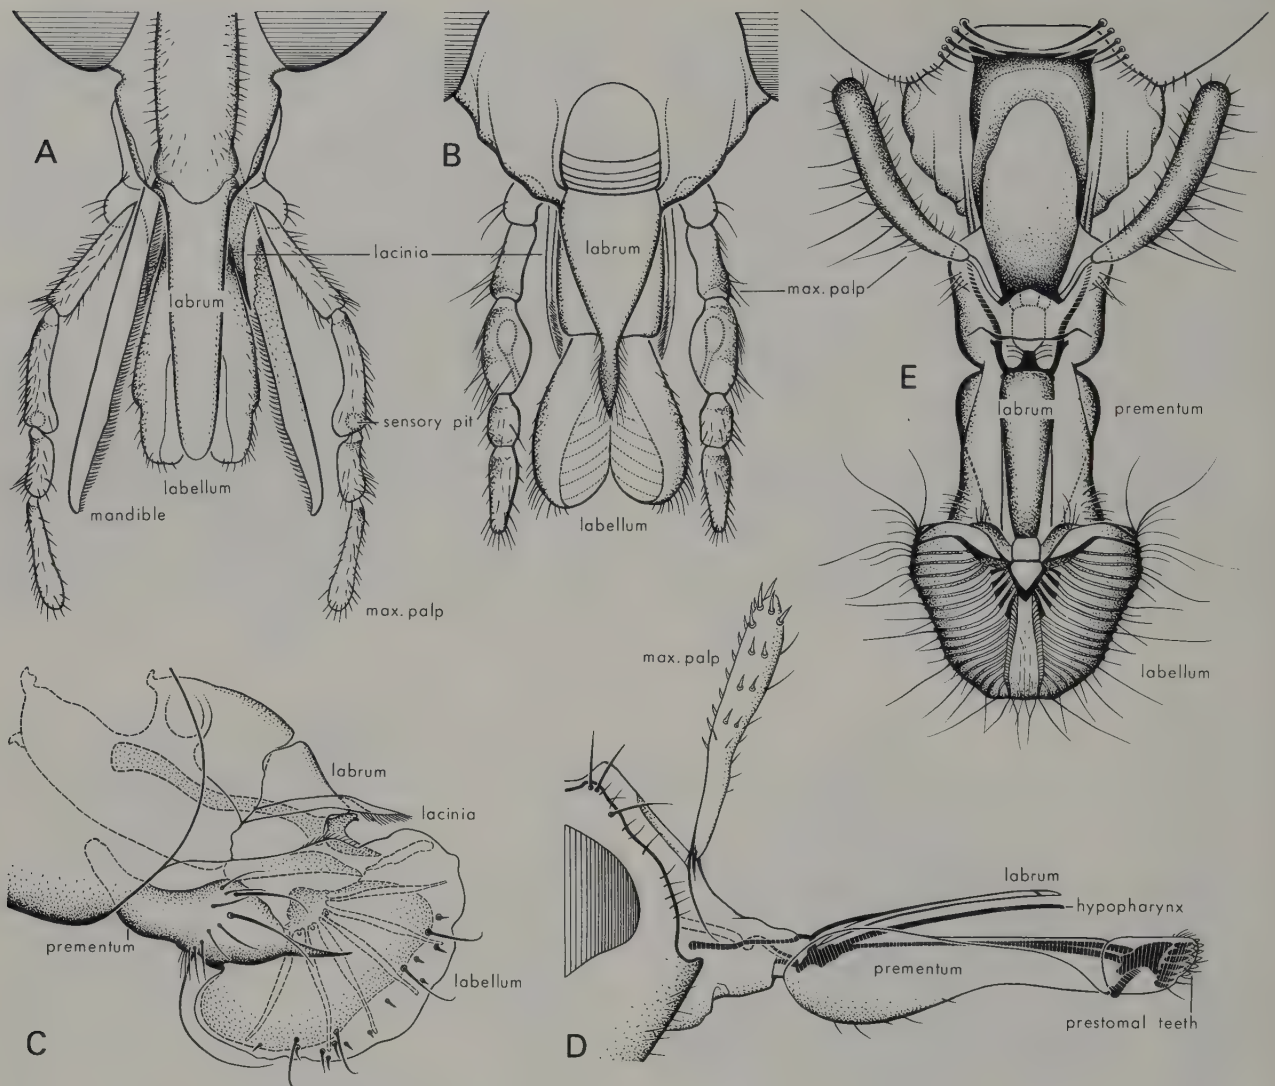 A
B
lacinia
labrum
labrum
max. palp
E
labrum
prementum
sensory pit
labellum
mandible
labellum
max. palp
max. palp
labellum
labrum
lacinia
labrum
hypopharynx
prementum
prementum
labellum
prestomal teeth
C
D